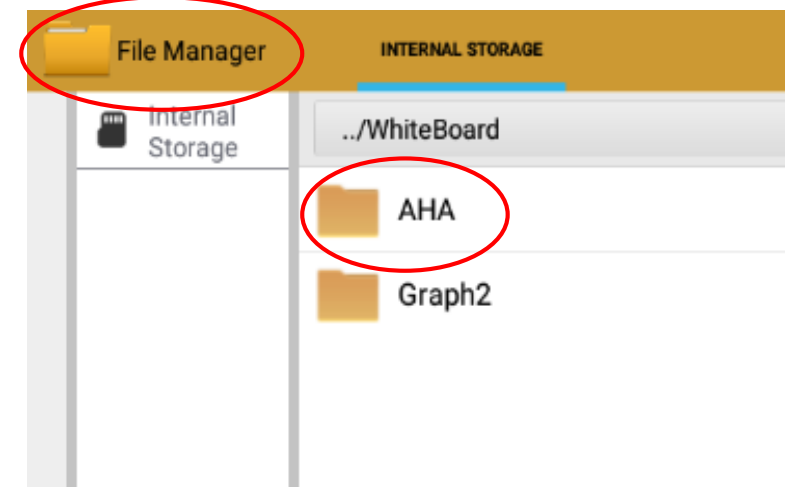 File Manager
INTERNAL STORAGE
Internal
Storage
../WhiteBoard
AHA
Graph2